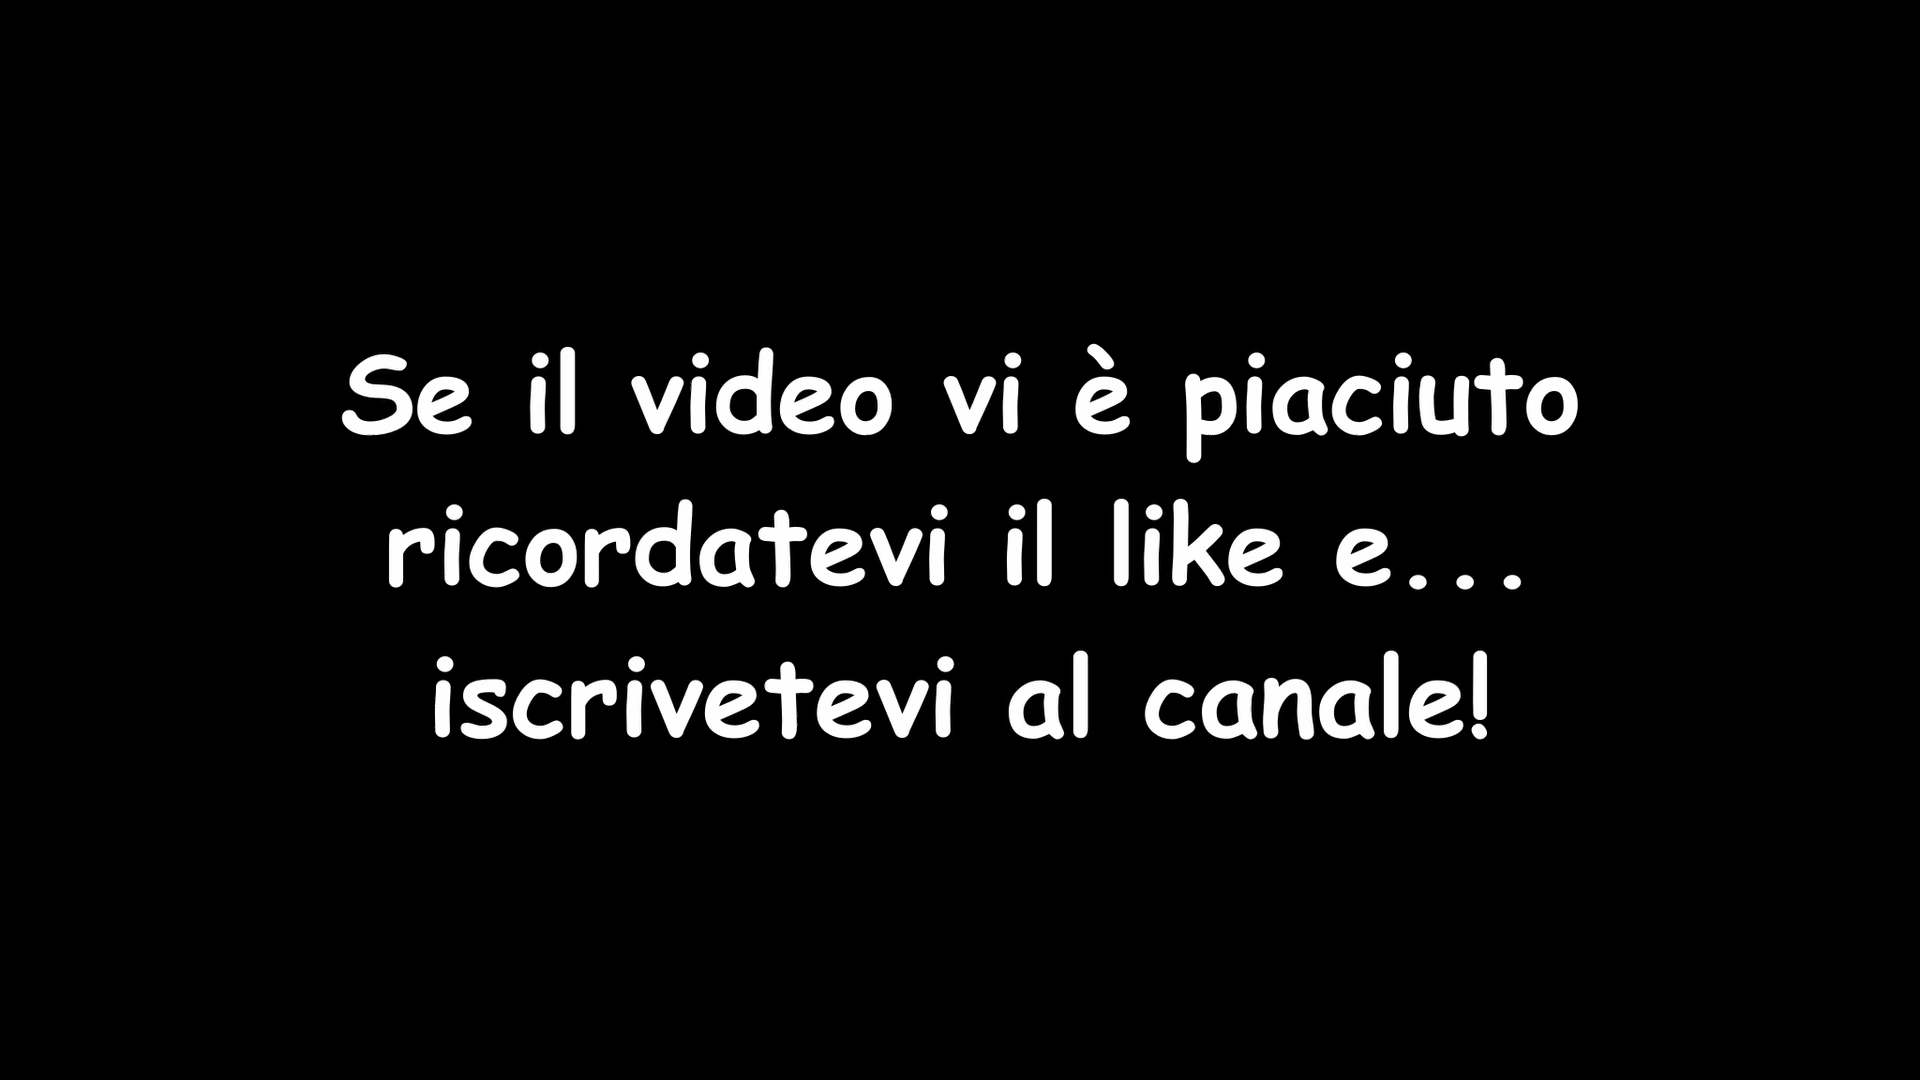 Se il video vi è piaciuto
ricordatevi il like e...
iscrivetevi al canale!